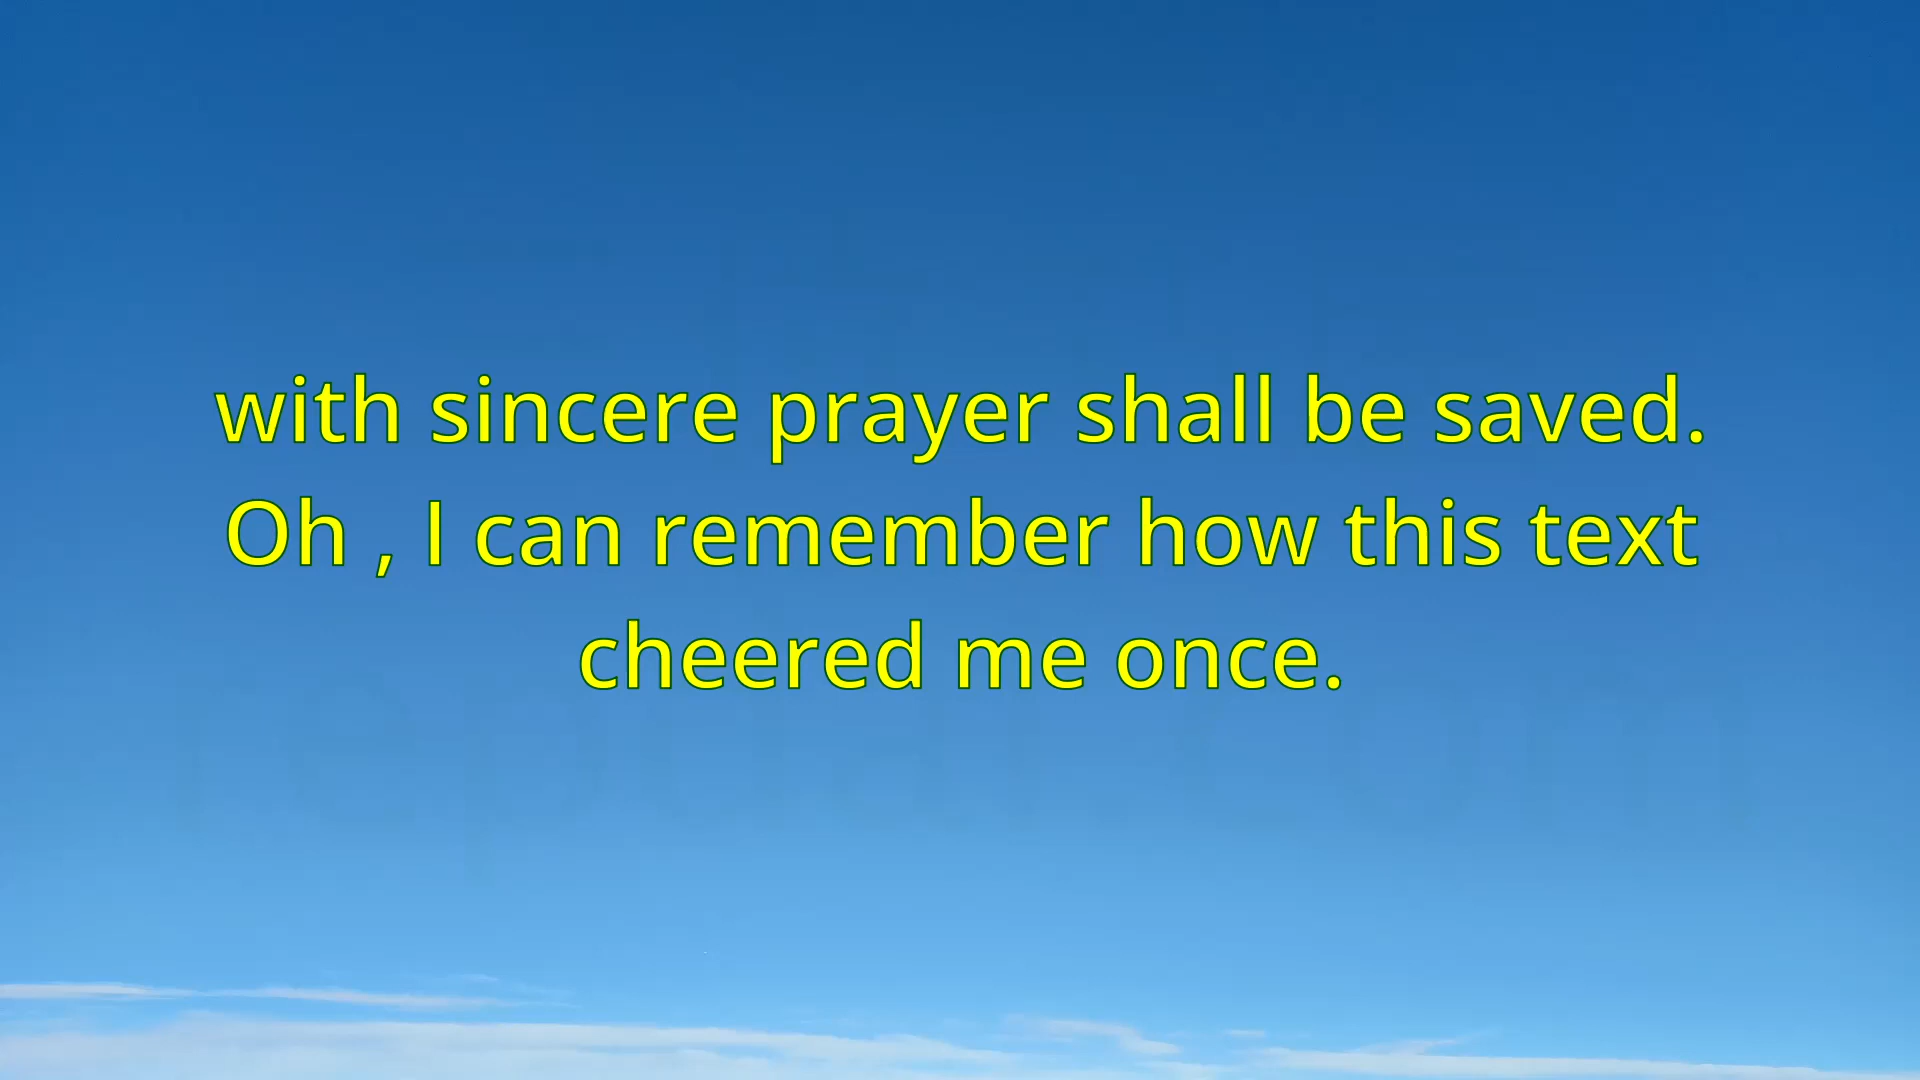 with sincere prayer shall be saved.
Oh , I can remember how this text
cheered me once.